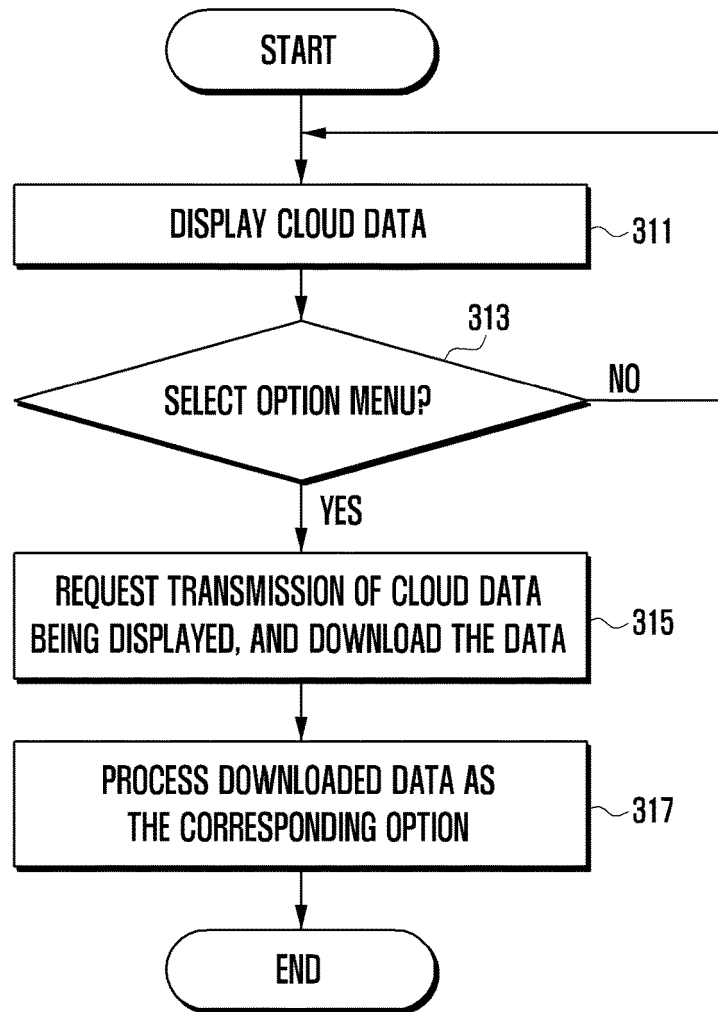 START
DISPLAY CLOUD DATA
311
313
SELECT OPTION MENU?
NO
YES
REQUEST TRANSMISSION OF CLOUD DATA
BEING DISPLAYED, AND DOWNLOAD THE DATA
315
PROCESS DOWNLOADED DATA AS
THE CORRESPONDING OPTION
317
END